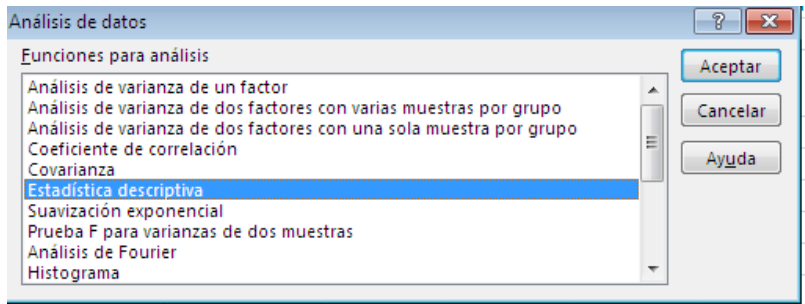 Análisis de datos
Funciones para análisis
Análisis de varianza de un factor
Análisis de varianza de dos factores con varias muestras por grupo
Análisis de varianza de dos factores con una sola muestra por grupo
Coeficiente de correlación
Covarianza
Estadística descriptiva
Suavización exponencial
Prueba F para varianzas de dos muestras
Análisis de Fourier
Histograma
Aceptar
Cancelar
Ayuda